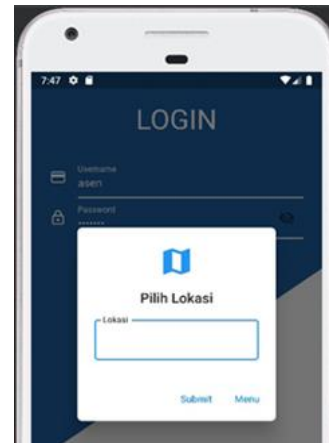 7:47
LOGIN
Username
asen
Password
Pilih Lokasi
Lokasi
Submit
Menu